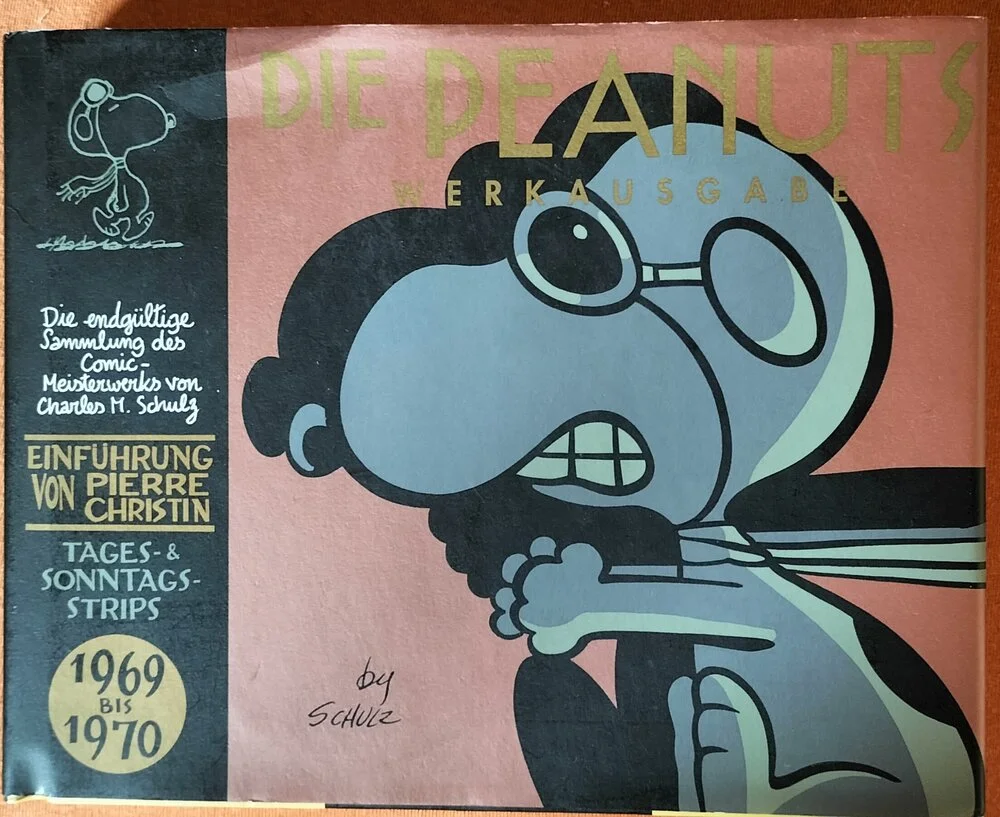 DIE PEANUTS
WERKAUSGABE
Die endgültige
Sammlung des
Comic-
Meisterwerks von
Charles M. Schulz
EINFÜHRUNG
VON PIERRE
CHRISTIN
TAGES- &
SONNTAGS-
STRIPS
1969
BIS
1970
by
SCHULZ